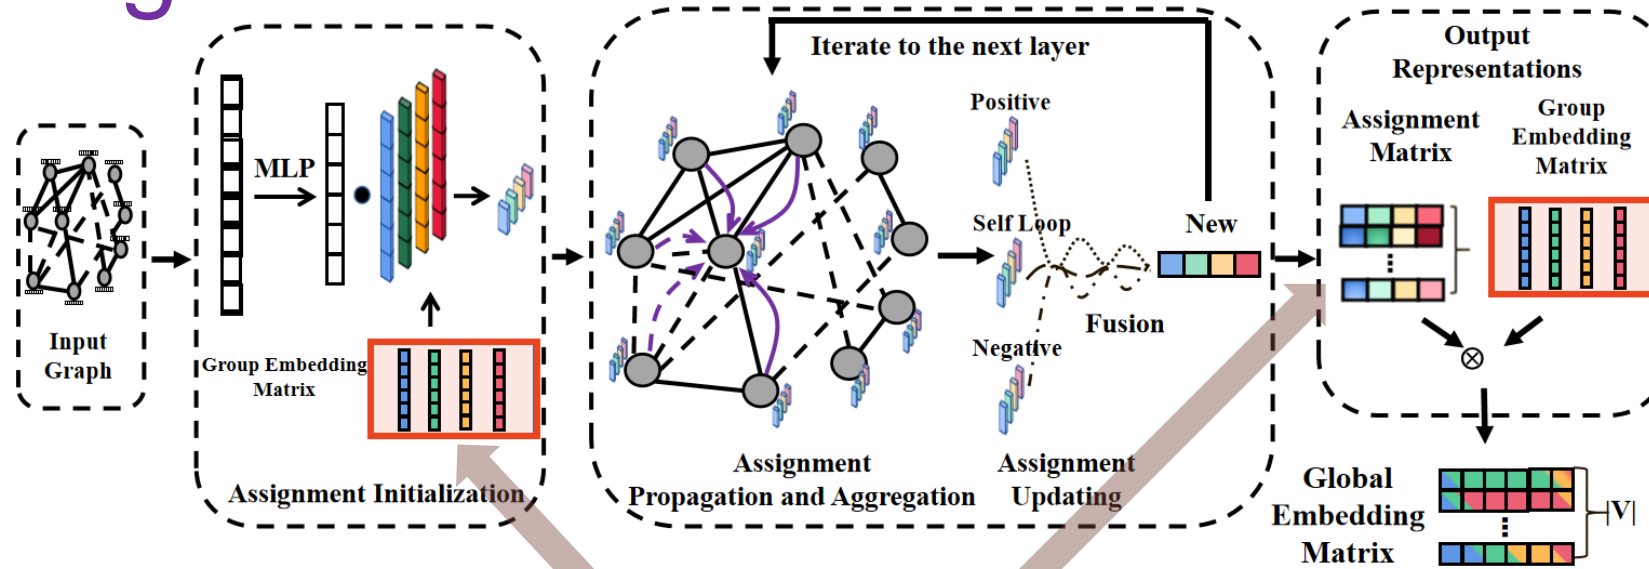 Input
Graph
MLP
Group Embedding
Matrix
Assignment Initialization
Iterate to the next layer
Positive
Self Loop
Negative
New
Fusion
Assignment
Propagation and Aggregation
Assignment
Updating
Output
Representations
Assignment
Matrix
Group
Embedding
Matrix
Global
Embedding
Matrix
|V|